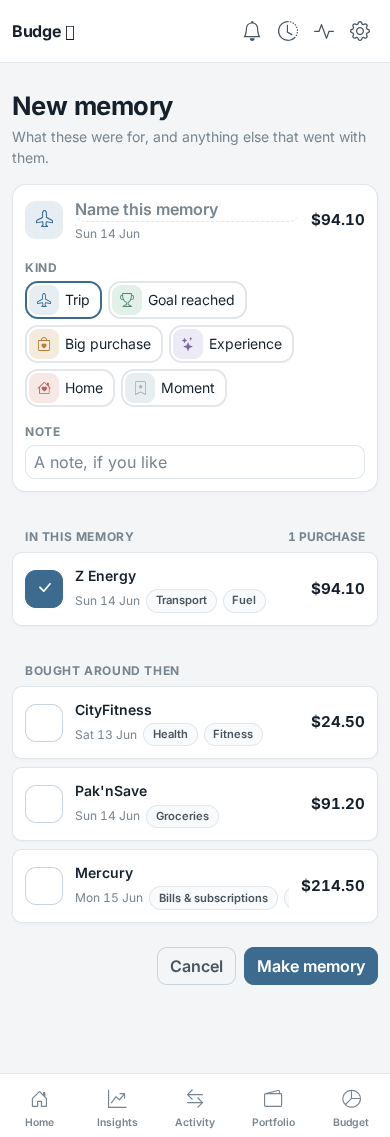 Budge
New memory
What these were for, and anything else that went with
them.
Name this memory
$94.10
Sun 14 Jun
KIND
Trip
Goal reached
Big purchase
Experience
Home
Moment
NOTE
A note, if you like
IN THIS MEMORY
1 PURCHASE
Z Energy
Sun 14 Jun
Transport
Fuel
$94.10
BOUGHT AROUND THEN
CityFitness
Sat 13 Jun
Health
Fitness
$24.50
Pak'nSave
Sun 14 Jun
Groceries
$91.20
Mercury
Mon 15 Jun
Bills & subscriptions
$214.50
Cancel
Make memory
Home
Insights
Activity
Portfolio
Budget